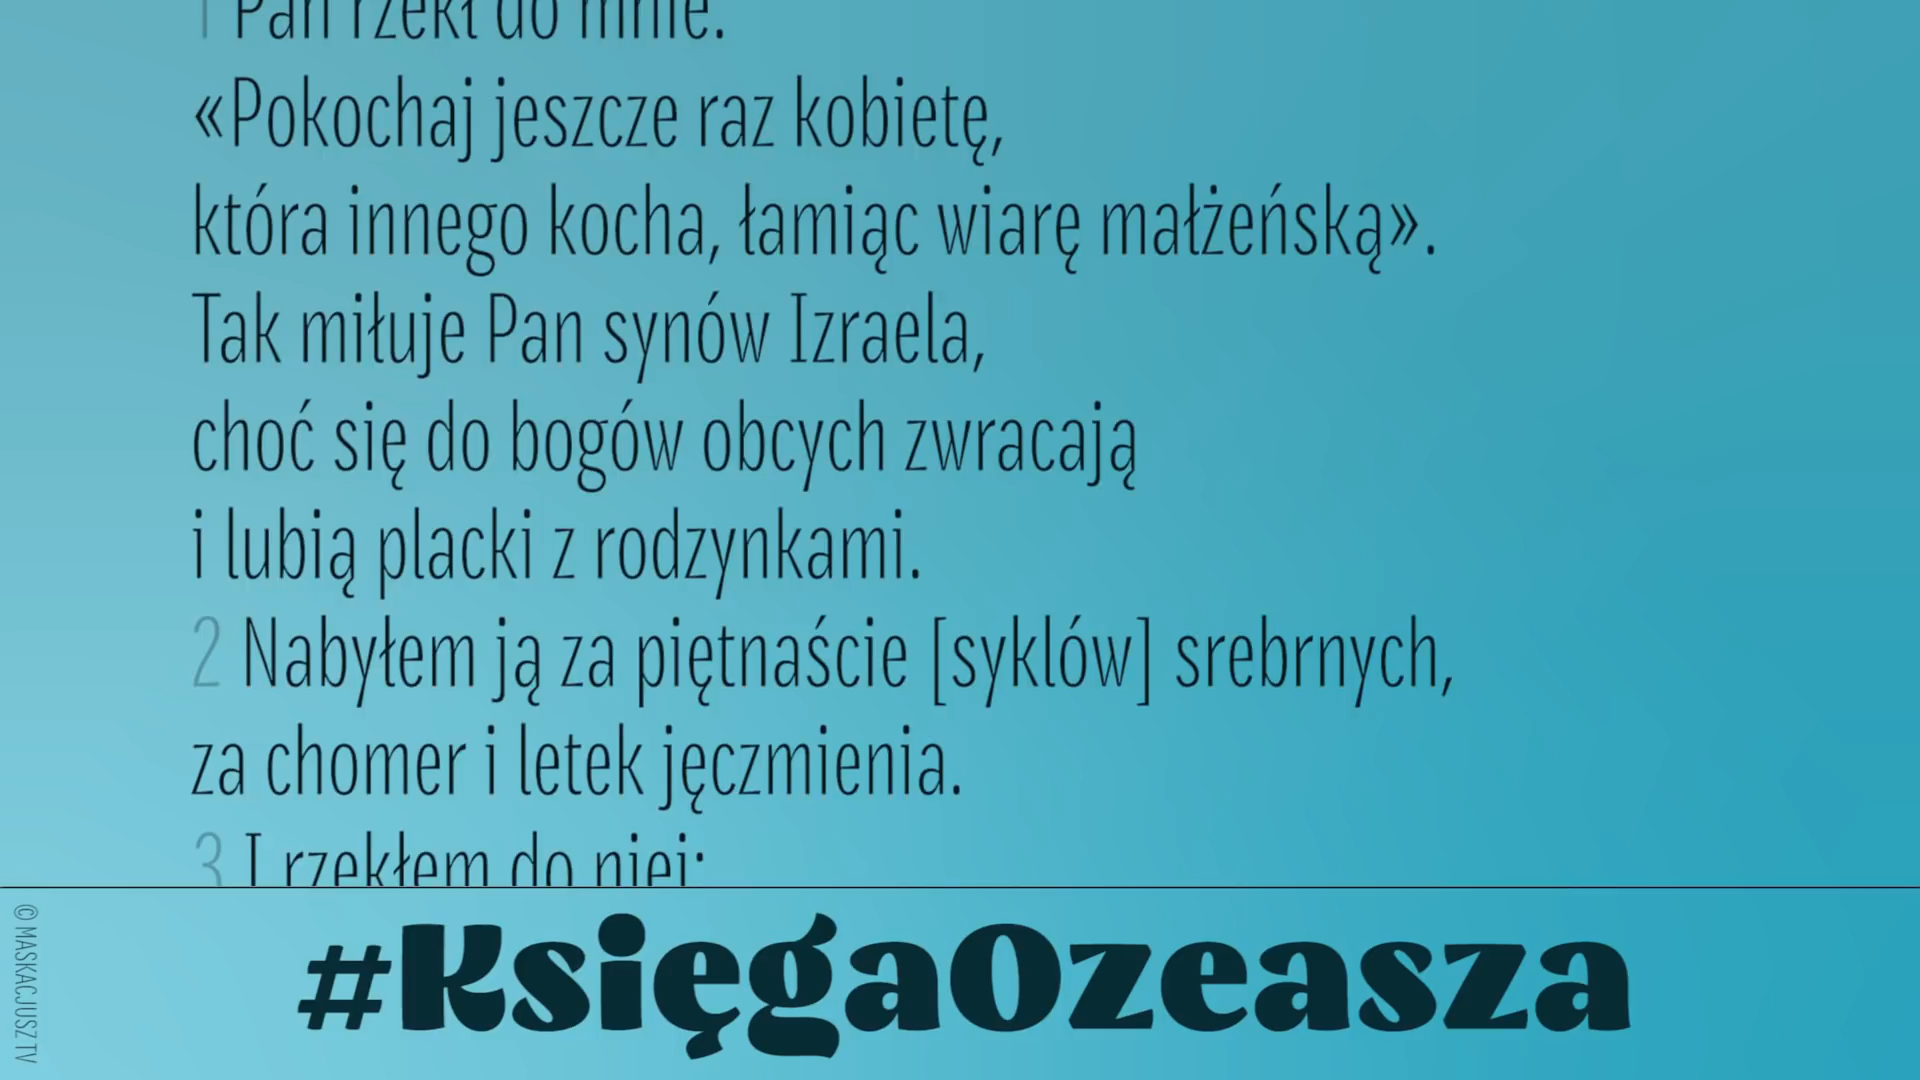 1 Pan rzekł do mnie:
«Pokochaj jeszcze raz kobietę,
która innego kocha, łamiąc wiarę małżeńską».
Tak miłuje Pan synów Izraela,
choć się do bogów obcych zwracają
i lubią placki z rodzynkami.
2 Nabyłem ją za piętnaście [syklów] srebrnych,
za chomer i letek jęczmienia.
3 I rzekłem do niej:
#KsięgaOzeasza
© MASKACJUSZ TV